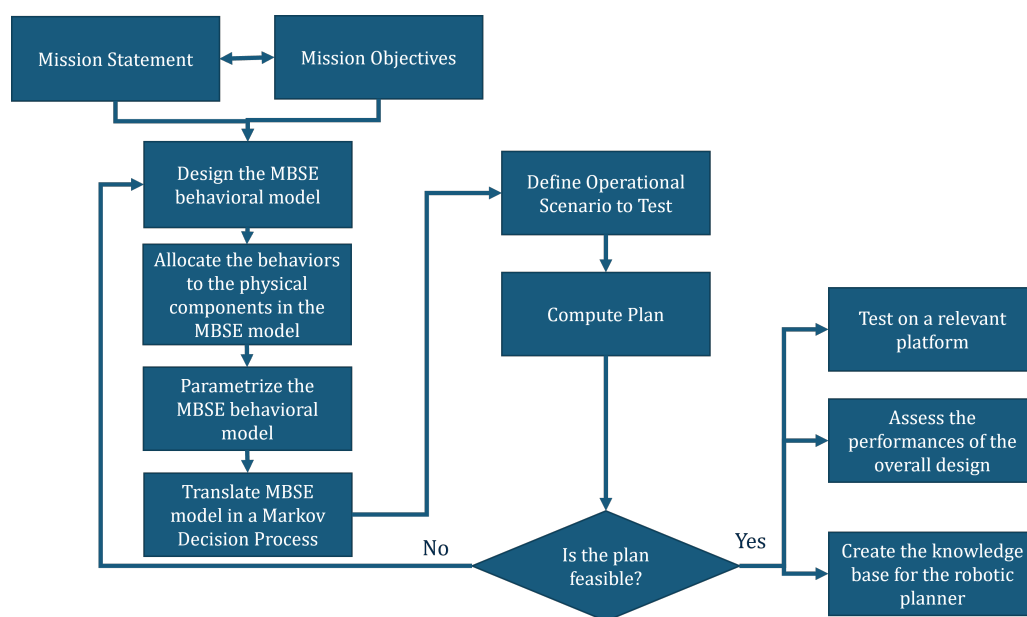 Mission Statement
Mission Objectives
Design the MBSE
behavioral model
Allocate the behaviors
to the physical
components in the
MBSE model
Parametrize the
MBSE behavioral
model
Translate MBSE
model in a Markov
Decision Process
Define Operational
Scenario to Test
Compute Plan
Is the plan
feasible?
No
Yes
Test on a relevant
platform
Assess the
performances of the
overall design
Create the knowledge
base for the robotic
planner